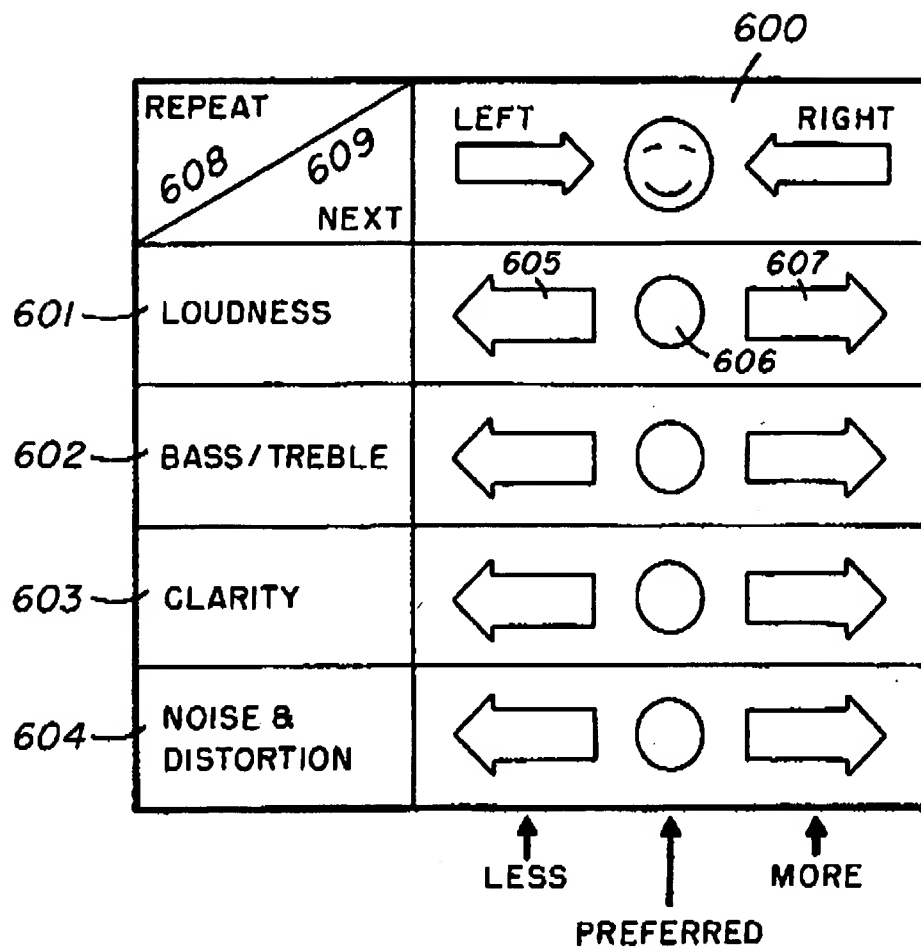 600
REPEAT
608
609
NEXT
LEFT
RIGHT
601
LOUDNESS
605
606
607
602
BASS/TREBLE
603
CLARITY
604
NOISE &
DISTORTION
LESS
PREFERRED
MORE